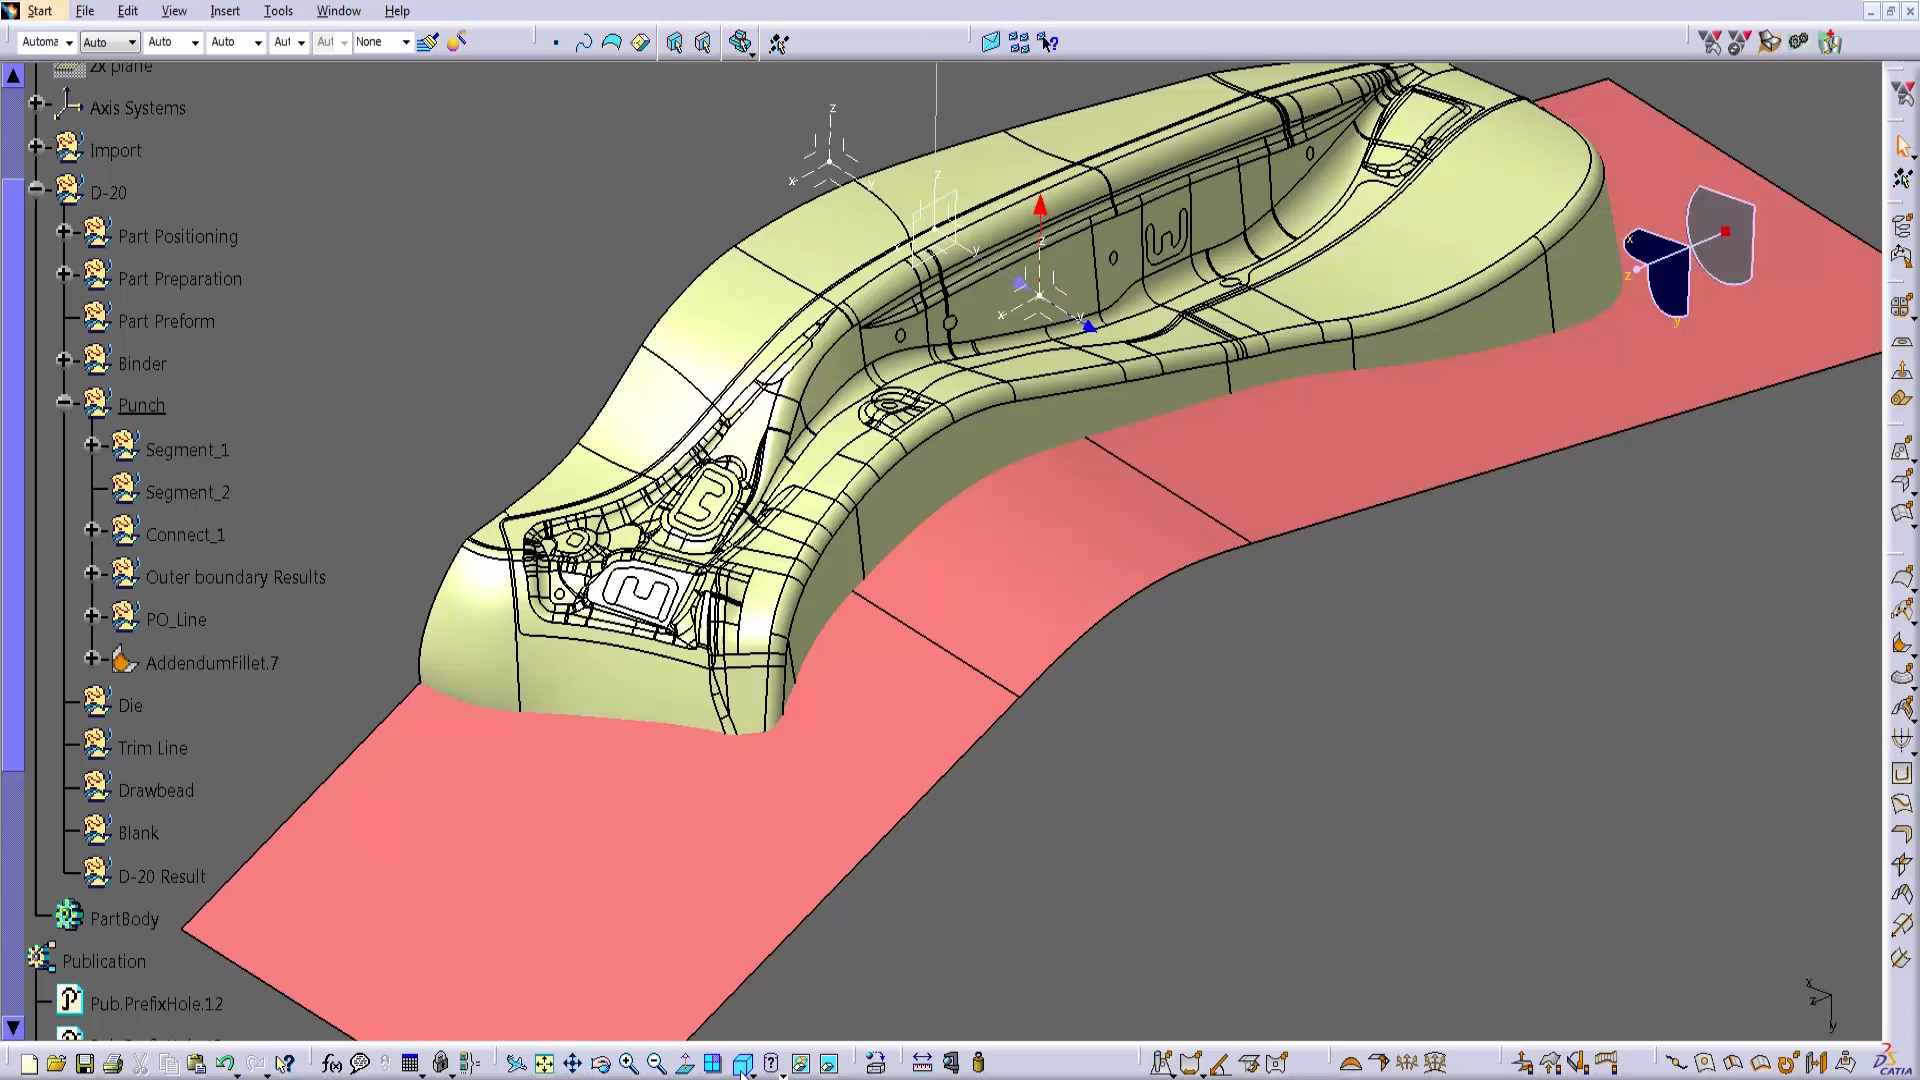 Start File Edit View Insert Tools Window Help
Automa Auto Auto Auto Aut Aut None
zx plane
Axis Systems
Import
D-20
Part Positioning
Part Preparation
Part Preform
Binder
Punch
Segment_1
Segment_2
Connect_1
Outer boundary Results
PO_Line
AddendumFillet.7
Die
Trim Line
Drawbead
Blank
D-20 Result
PartBody
Publication
Pub.PrefixHole.12
z
x
y
z
y
z
x
y
x
z
y
x
z
y
f(x)
CATIA